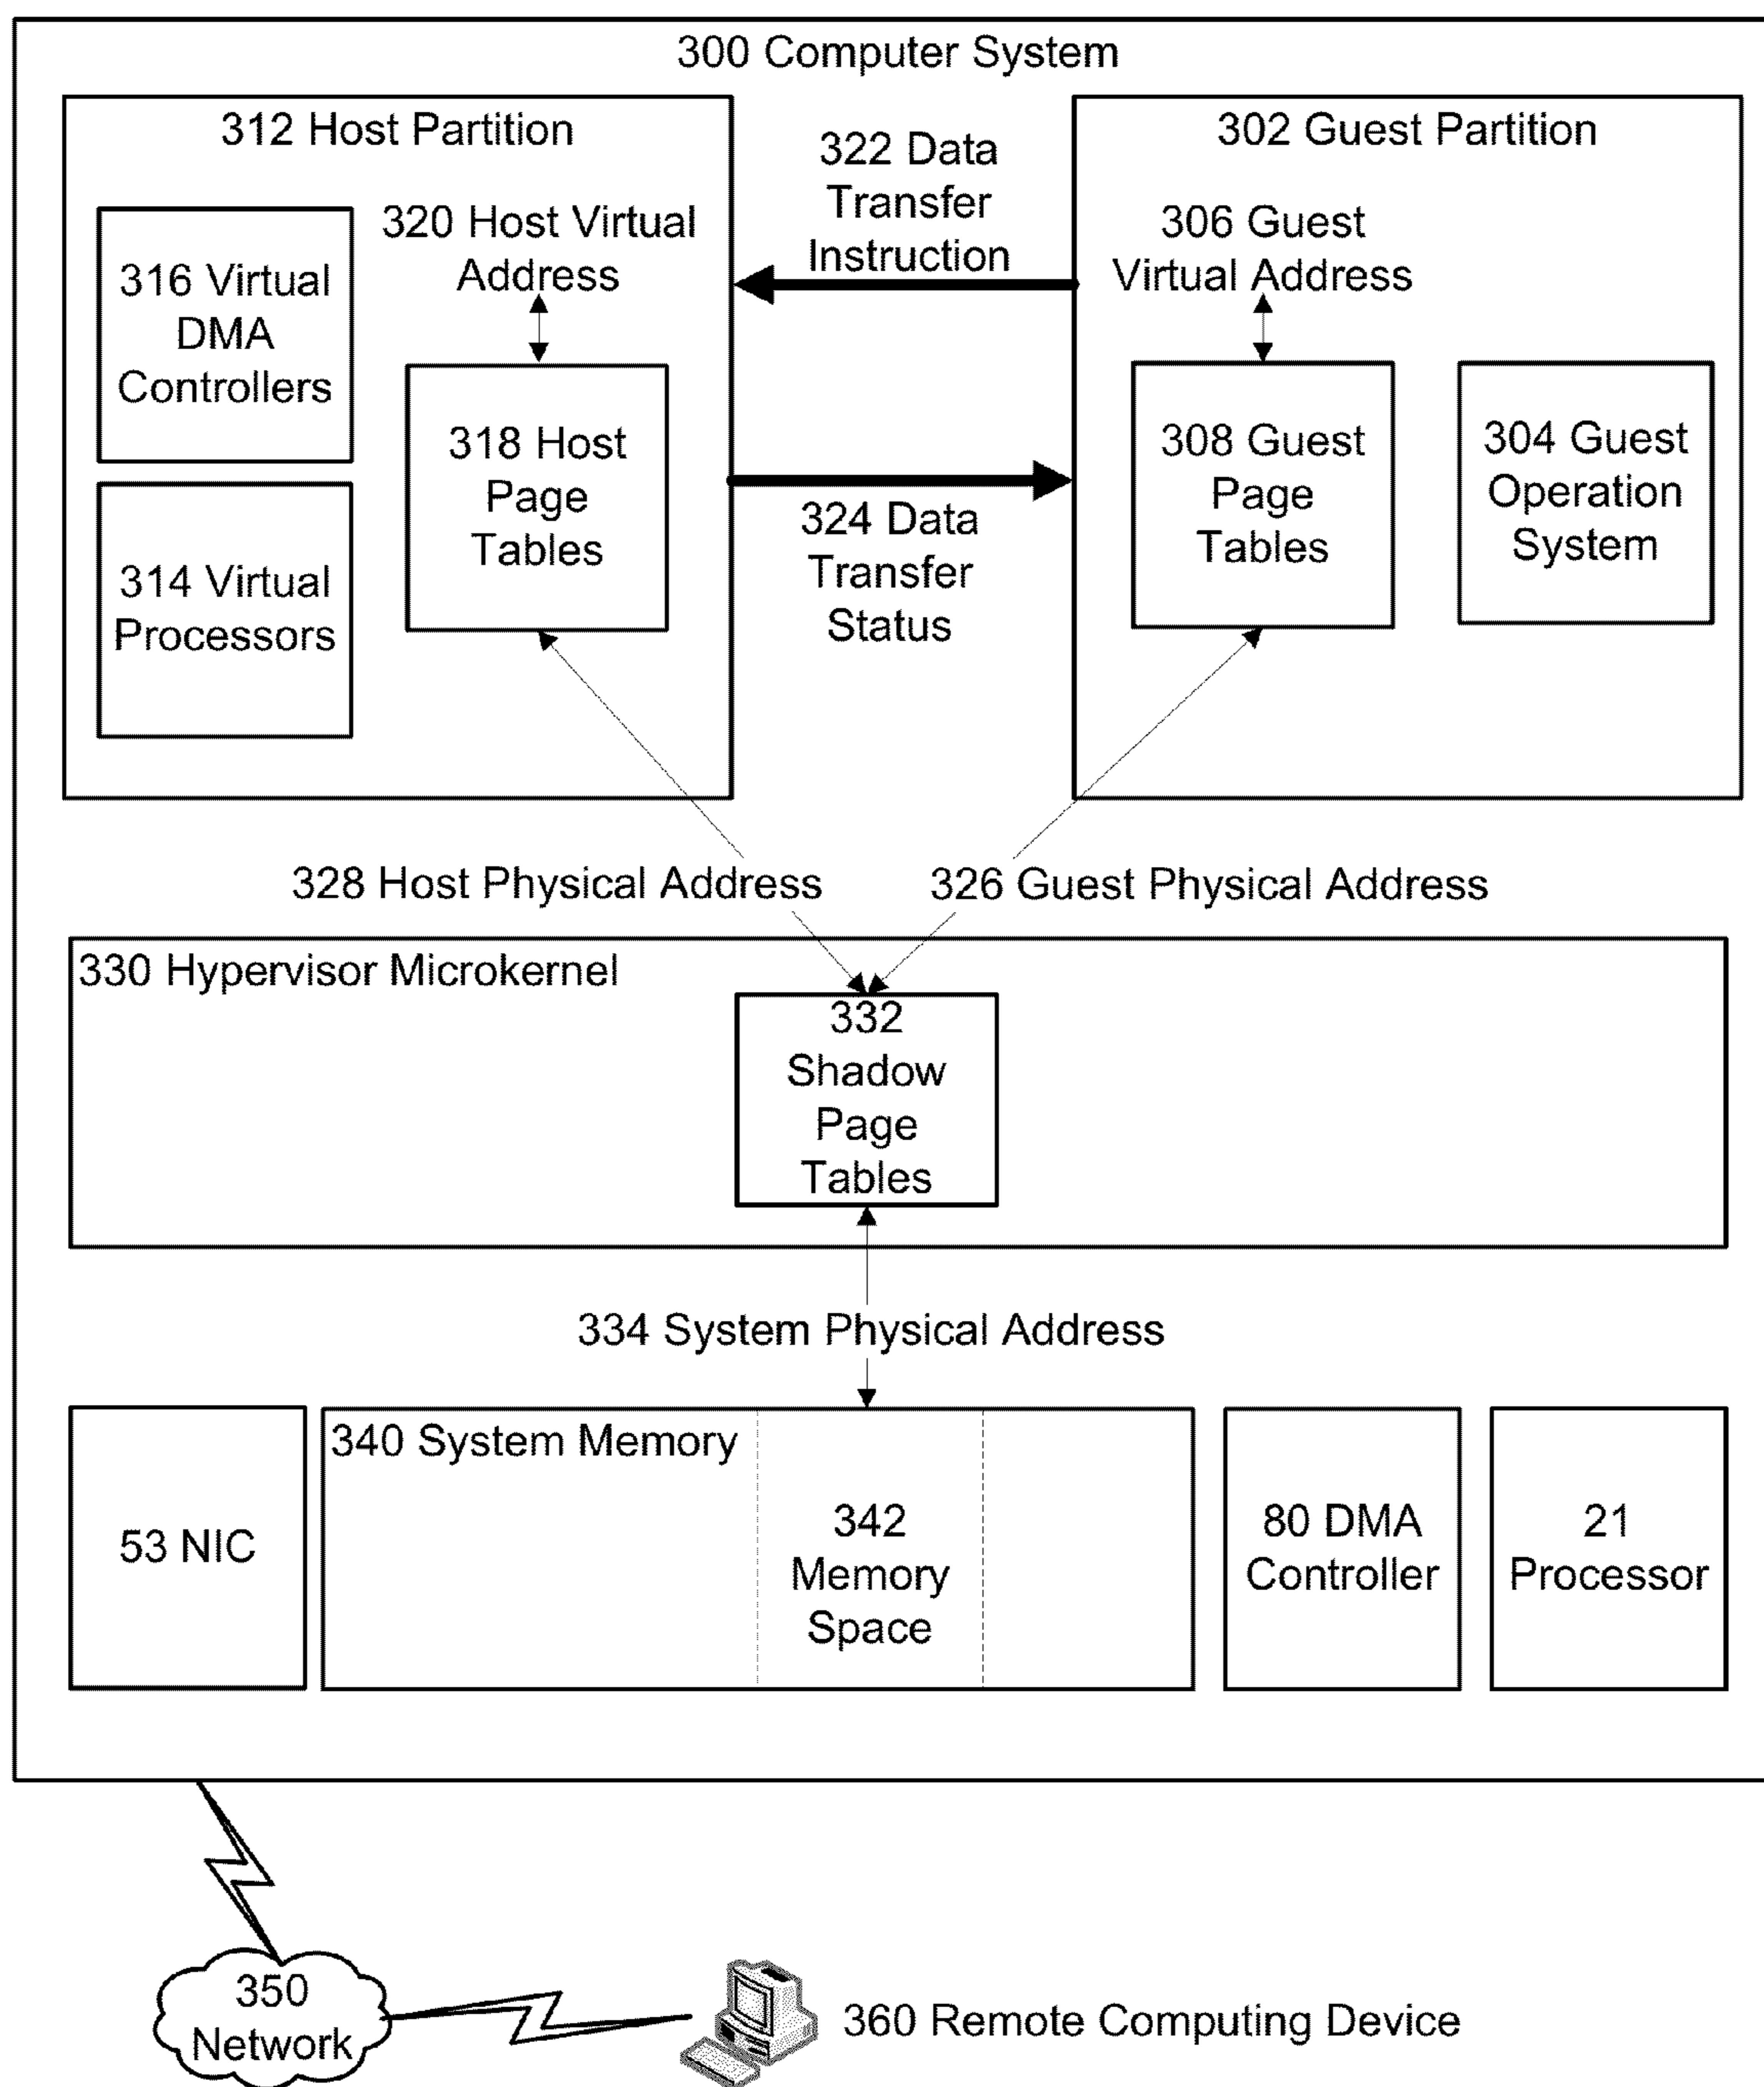 300 Computer System
312 Host Partition
322 Data
Transfer
Instruction
302 Guest Partition
316 Virtual
DMA
Controllers
320 Host Virtual
Address
306 Guest
Virtual Address
318 Host
Page
Tables
308 Guest
Page
Tables
304 Guest
Operation
System
314 Virtual
Processors
324 Data
Transfer
Status
328 Host Physical Address
326 Guest Physical Address
330 Hypervisor Microkernel
332
Shadow
Page
Tables
334 System Physical Address
53 NIC
340 System Memory
342
Memory
Space
80 DMA
Controller
21
Processor
350
Network
360 Remote Computing Device